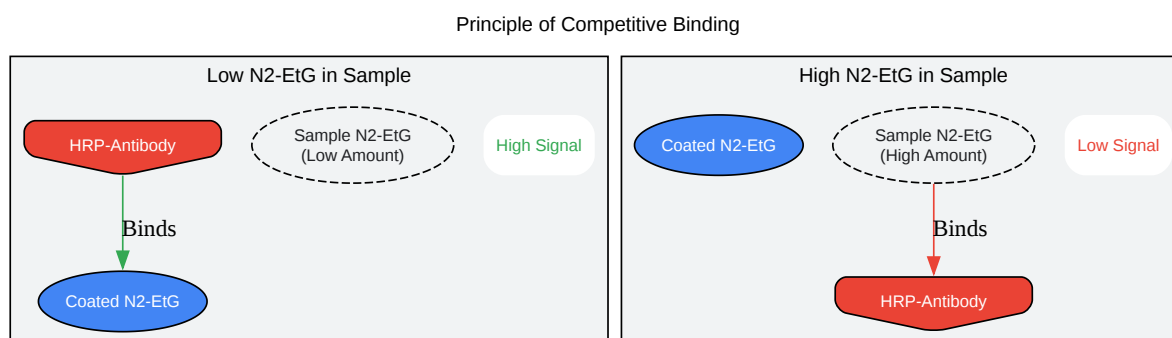 Principle of Competitive Binding
Low N2-EtG in Sample
HRP-Antibody
Sample N2-EtG
(Low Amount)
High Signal
Binds
Coated N2-EtG
High N2-EtG in Sample
Coated N2-EtG
Sample N2-EtG
(High Amount)
Low Signal
Binds
HRP-Antibody